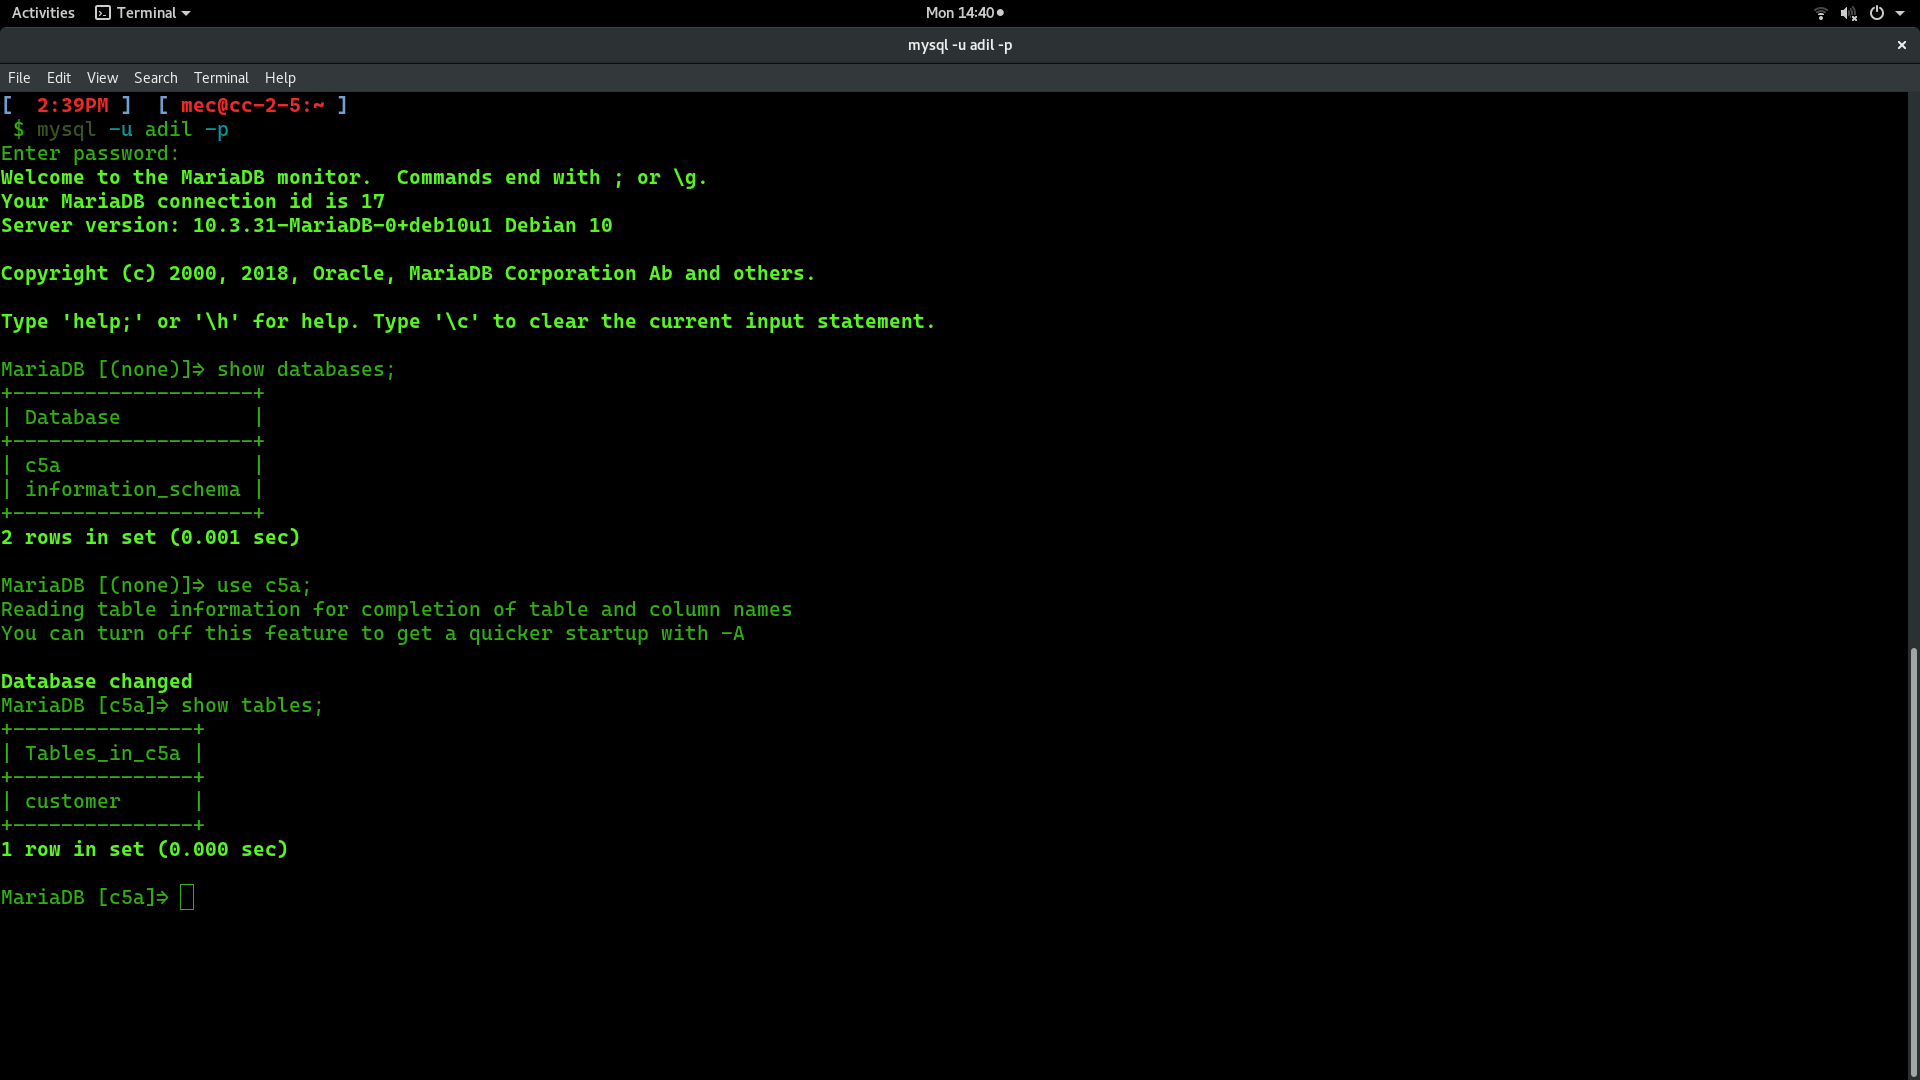 Activities Terminal Mon 14:40
mysql -u adil -p
File Edit View Search Terminal Help
[  2:39PM ]  [ mec@cc-2-5:~ ]
 $ mysql -u adil -p
Enter password:
Welcome to the MariaDB monitor.  Commands end with ; or \g.
Your MariaDB connection id is 17
Server version: 10.3.31-MariaDB-0+deb10u1 Debian 10
Copyright (c) 2000, 2018, Oracle, MariaDB Corporation Ab and others.
Type 'help;' or '\h' for help. Type '\c' to clear the current input statement.
MariaDB [(none)]> show databases;
+--------------------+
| Database           |
+--------------------+
| c5a                |
| information_schema |
+--------------------+
2 rows in set (0.001 sec)
MariaDB [(none)]> use c5a;
Reading table information for completion of table and column names
You can turn off this feature to get a quicker startup with -A
Database changed
MariaDB [c5a]> show tables;
+---------------+
| Tables_in_c5a |
+---------------+
| customer      |
+---------------+
1 row in set (0.000 sec)
MariaDB [c5a]>